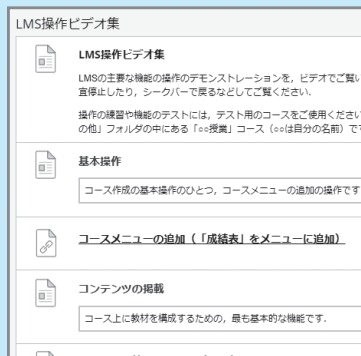 LMS操作ビデオ集
LMS操作ビデオ集
LMSの主要な機能の操作のデモンストレーションを，ビデオでご覧い
宜停止したり，シークバーで戻るなどしてご覧ください．
操作の練習や機能のテストには，テスト用のコースをご使用ください
の他」フォルダの中にある「○○授業」コース（○○は自分の名前）で
基本操作
コース作成の基本操作のひとつ，コースメニューの追加の操作です
コースメニューの追加（「成績表」をメニューに追加）
コンテンツの掲載
コース上に教材を構成するための，最も基本的な機能です．